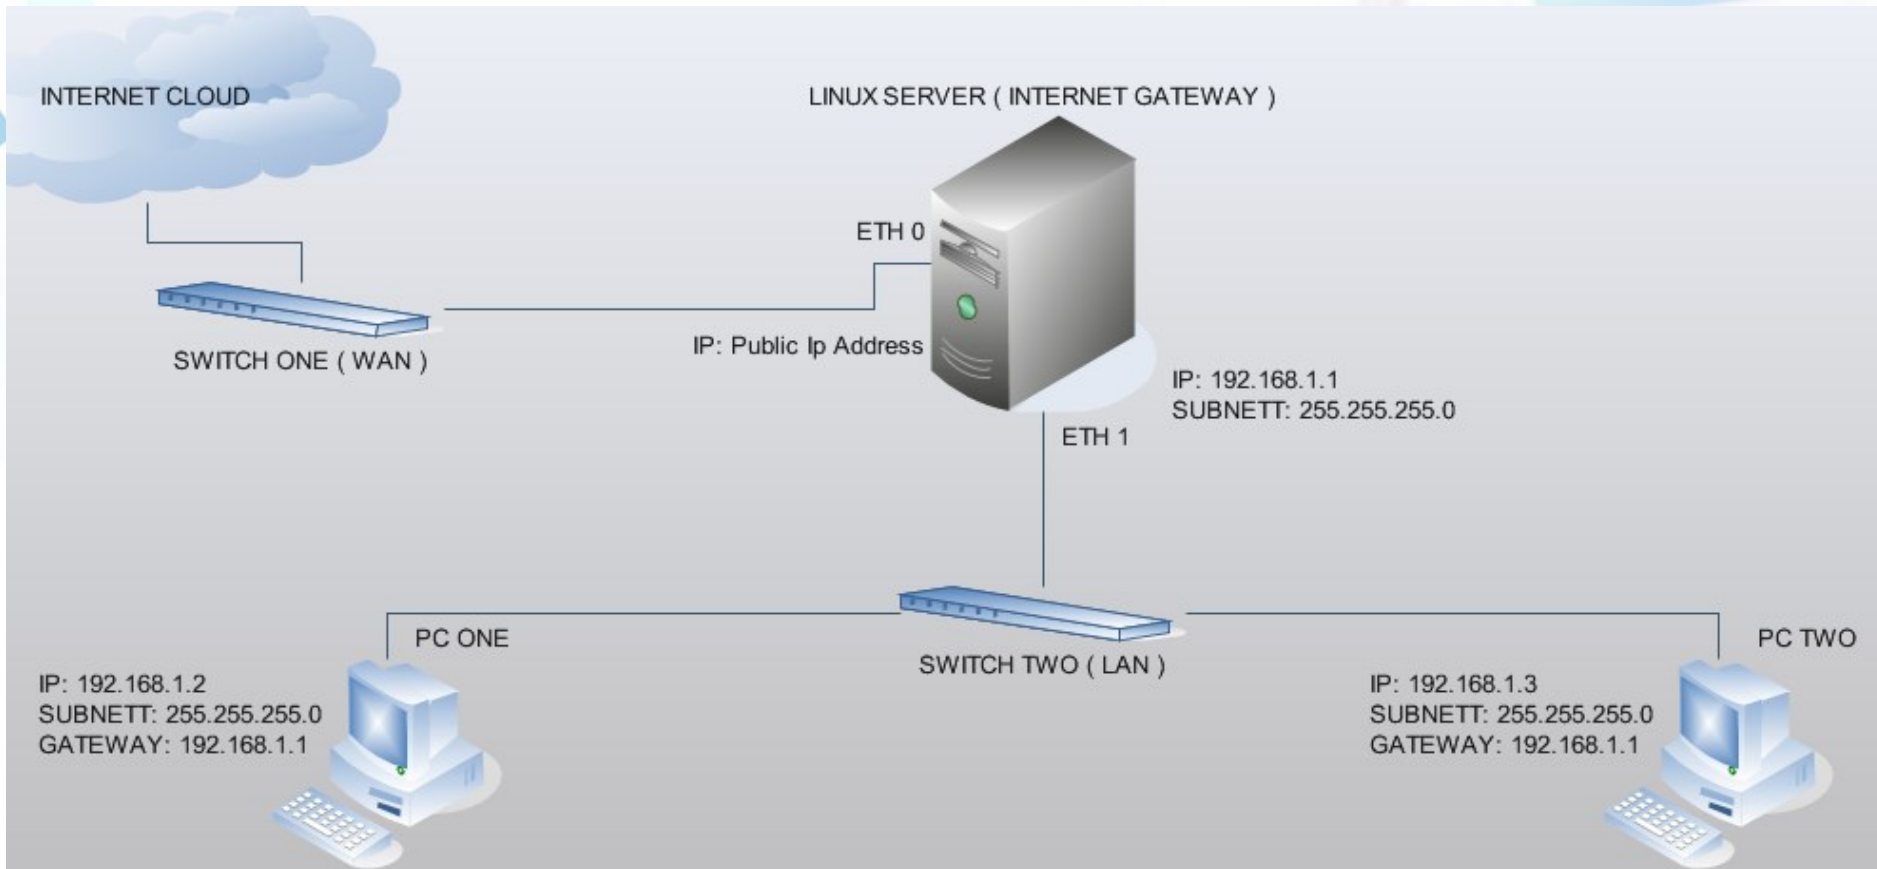 INTERNET CLOUD
LINUX SERVER ( INTERNET GATEWAY )
ETH 0
IP: Public Ip Address
SWITCH ONE ( WAN )
IP: 192.168.1.1
SUBNETT: 255.255.255.0
ETH 1
PC ONE
SWITCH TWO ( LAN )
PC TWO
IP: 192.168.1.2
SUBNETT: 255.255.255.0
GATEWAY: 192.168.1.1
IP: 192.168.1.3
SUBNETT: 255.255.255.0
GATEWAY: 192.168.1.1